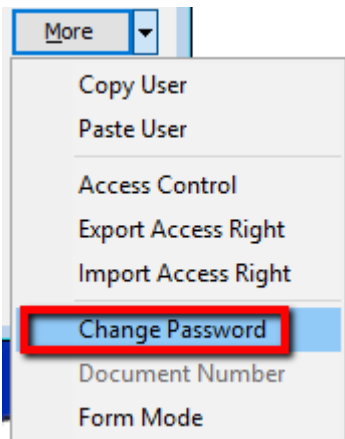 More
Copy User
Paste User
Access Control
Export Access Right
Import Access Right
Change Password
Document Number
Form Mode